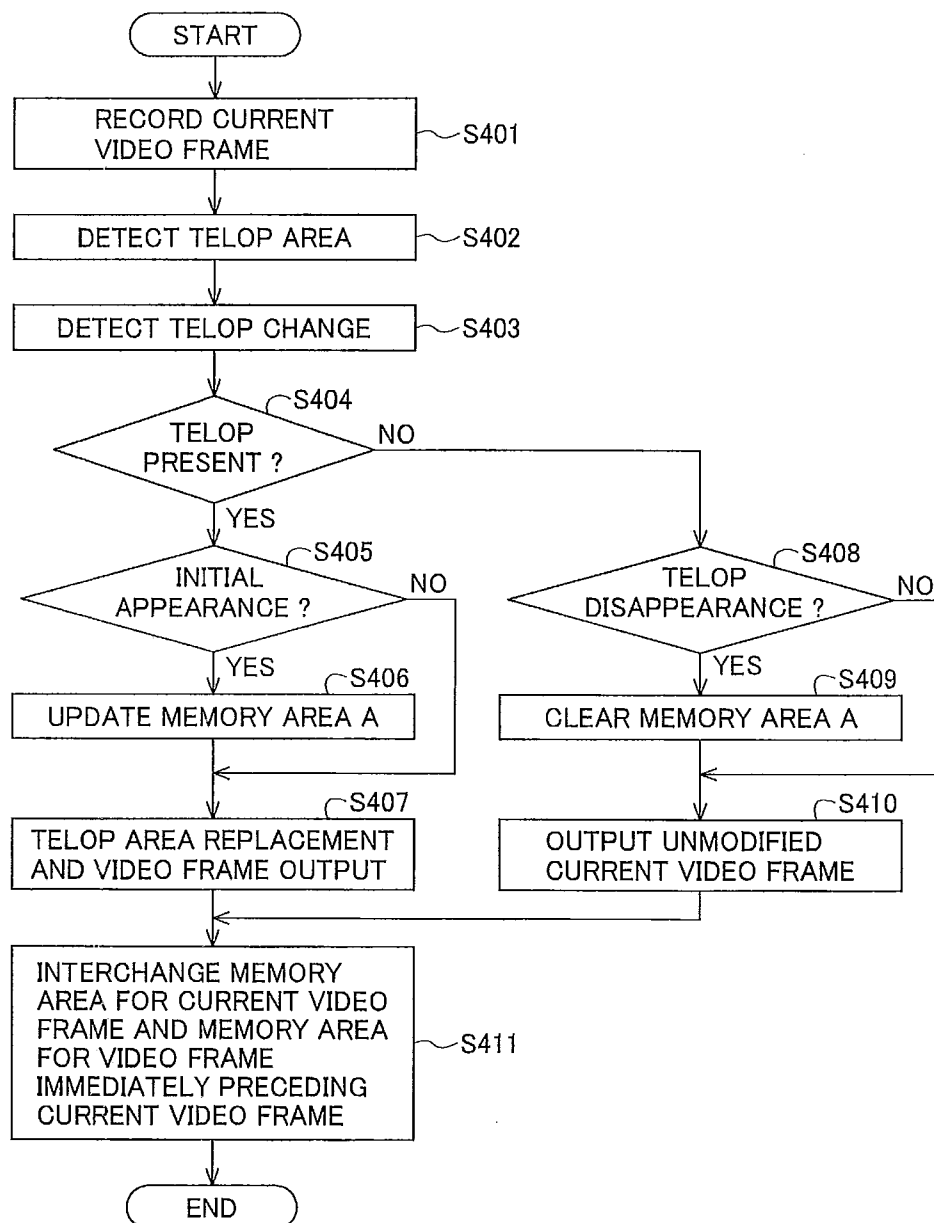 START
RECORD CURRENT
VIDEO FRAME
S401
DETECT TELOP AREA
S402
DETECT TELOP CHANGE
S403
S404
TELOP
PRESENT ?
NO
YES
S405
INITIAL
APPEARANCE ?
NO
YES
S406
UPDATE MEMORY AREA A
S407
TELOP AREA REPLACEMENT
AND VIDEO FRAME OUTPUT
S408
TELOP
DISAPPEARANCE ?
NO
YES
S409
CLEAR MEMORY AREA A
S410
OUTPUT UNMODIFIED
CURRENT VIDEO FRAME
INTERCHANGE MEMORY
AREA FOR CURRENT VIDEO
FRAME AND MEMORY AREA
FOR VIDEO FRAME
IMMEDIATELY PRECEDING
CURRENT VIDEO FRAME
S411
END